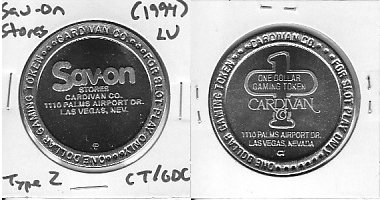 Sav-on
Stores
(1994)
LV
CARDIVAN CO.
FOR SLOT PLAY ONLY
ONE DOLLAR GAMING TOKEN
Sav-on
STORES
CARDIVAN CO.
1110 PALMS AIRPORT DR.
LAS VEGAS, NEV.
Type 2
CT/GDC
CARDIVAN CO.
FOR SLOT PLAY ONLY
ONE DOLLAR GAMING TOKEN
1
ONE DOLLAR
GAMING TOKEN
CARDIVAN
1110 PALMS AIRPORT DR.
LAS VEGAS, NEVADA